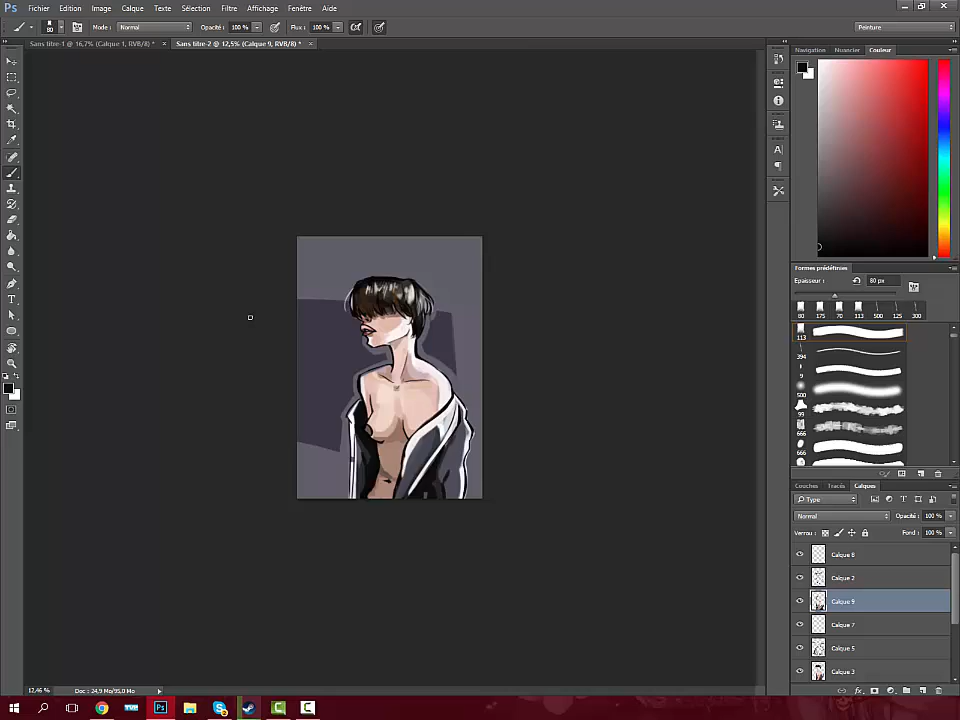 Ps Fichier Edition Image Calque Texte Sélection Filtre Affichage Fenêtre Aide
80 Mode : Normal Opacité : 100 % Flux : 100 % Peinture
Sans titre-1 @ 16,7% (Calque 1, RVB/8) * × Sans titre-2 @ 12,5% (Calque 9, RVB/8) * ×
Navigation Nuancier Couleur
Formes prédéfinies
Epaisseur : 80 px
80 175 70 113 500 125 300
113
394
9
500
99
666
666
Couches Tracés Calques
Type
Normal Opacité : 100 %
Verrou : Fond : 100 %
Calque 8
Calque 2
Calque 9
Calque 7
Calque 5
Calque 3
12,46 % Doc : 24,9 Mo/95,0 Mo